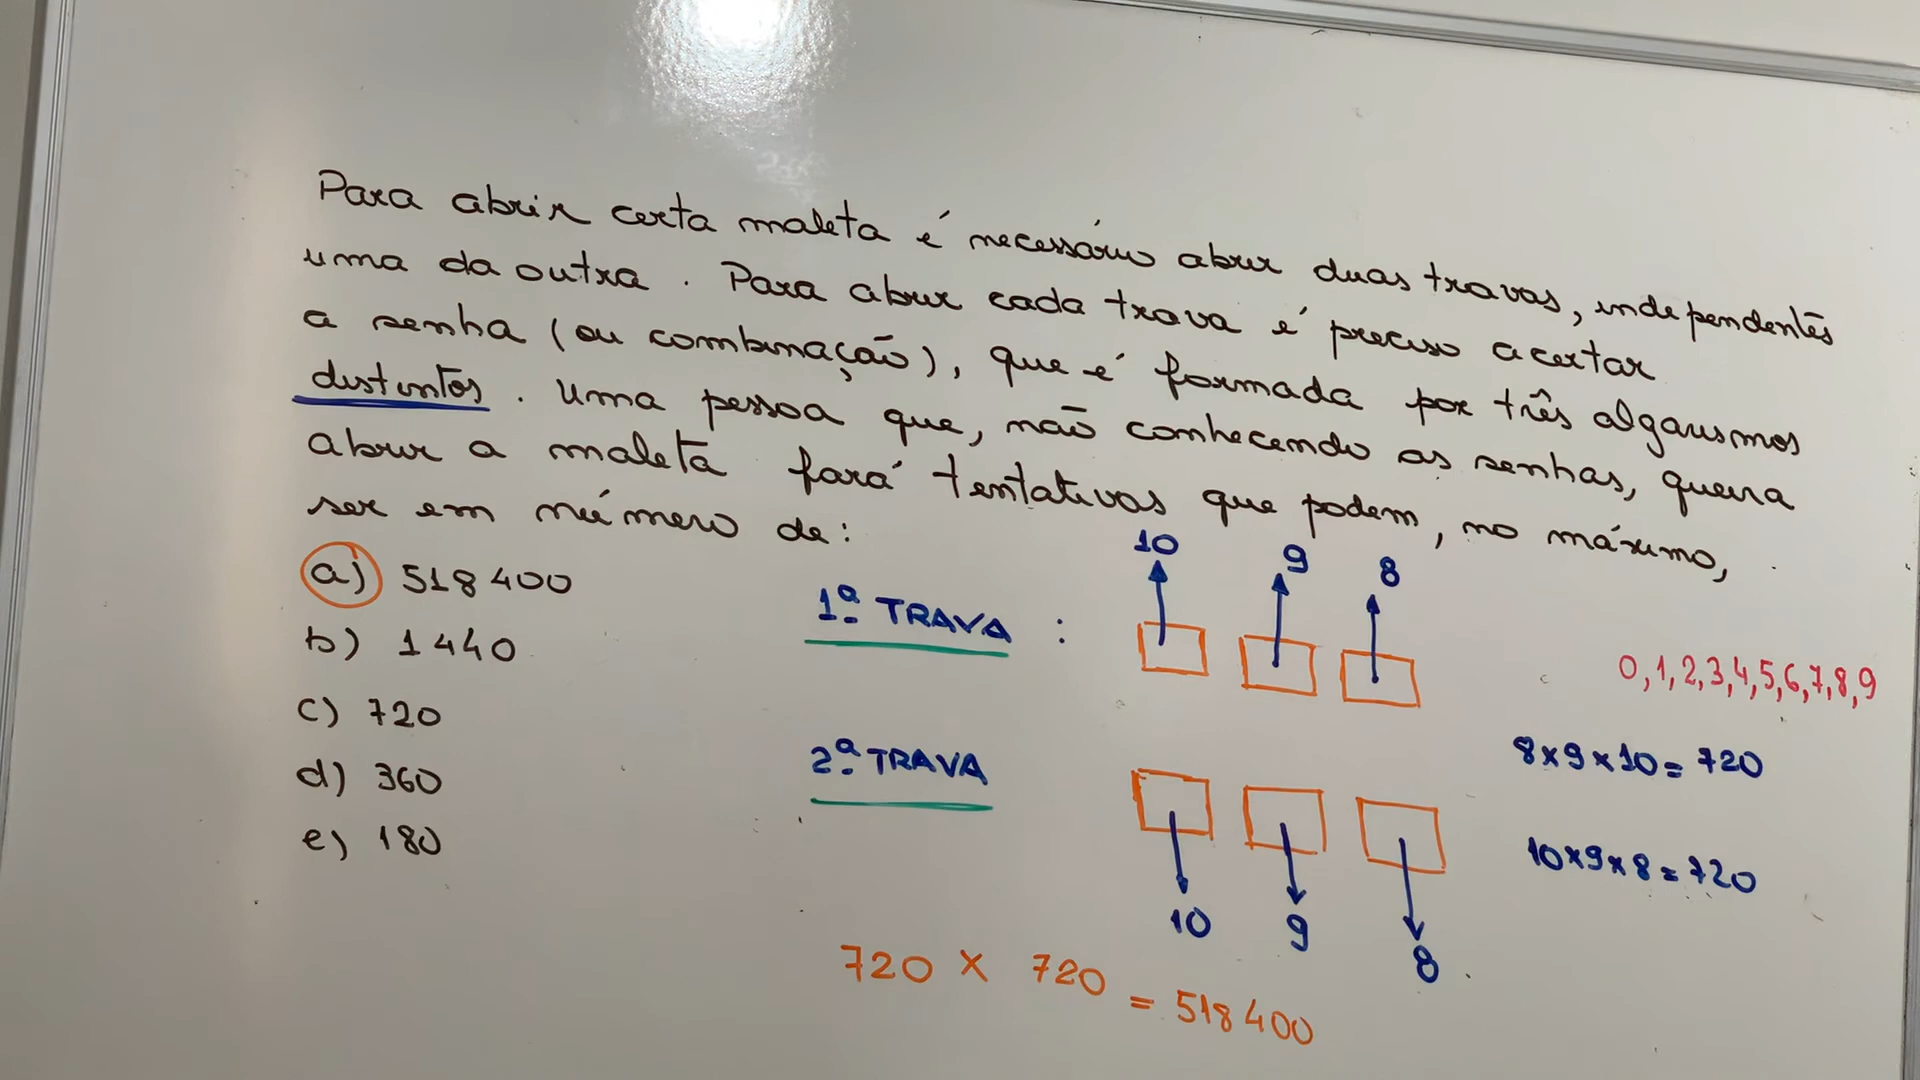 Para abrir certa maleta é necessário abrir duas travas, independentes
uma da outra. Para abrir cada trava é preciso acertar
a senha (ou combinação), que é formada por três algarismos
distintos. Uma pessoa que, não conhecendo as senhas, queira
abrir a maleta fará tentativas que podem, no máximo,
ser em número de:
a) 518 400
b) 1 440
c) 720
d) 360
e) 180
10 9 8
1ª TRAVA :
0,1,2,3,4,5,6,7,8,9
8x9x10=720
2ª TRAVA
10x9x8=720
10 9 8
720 x 720 = 518 400